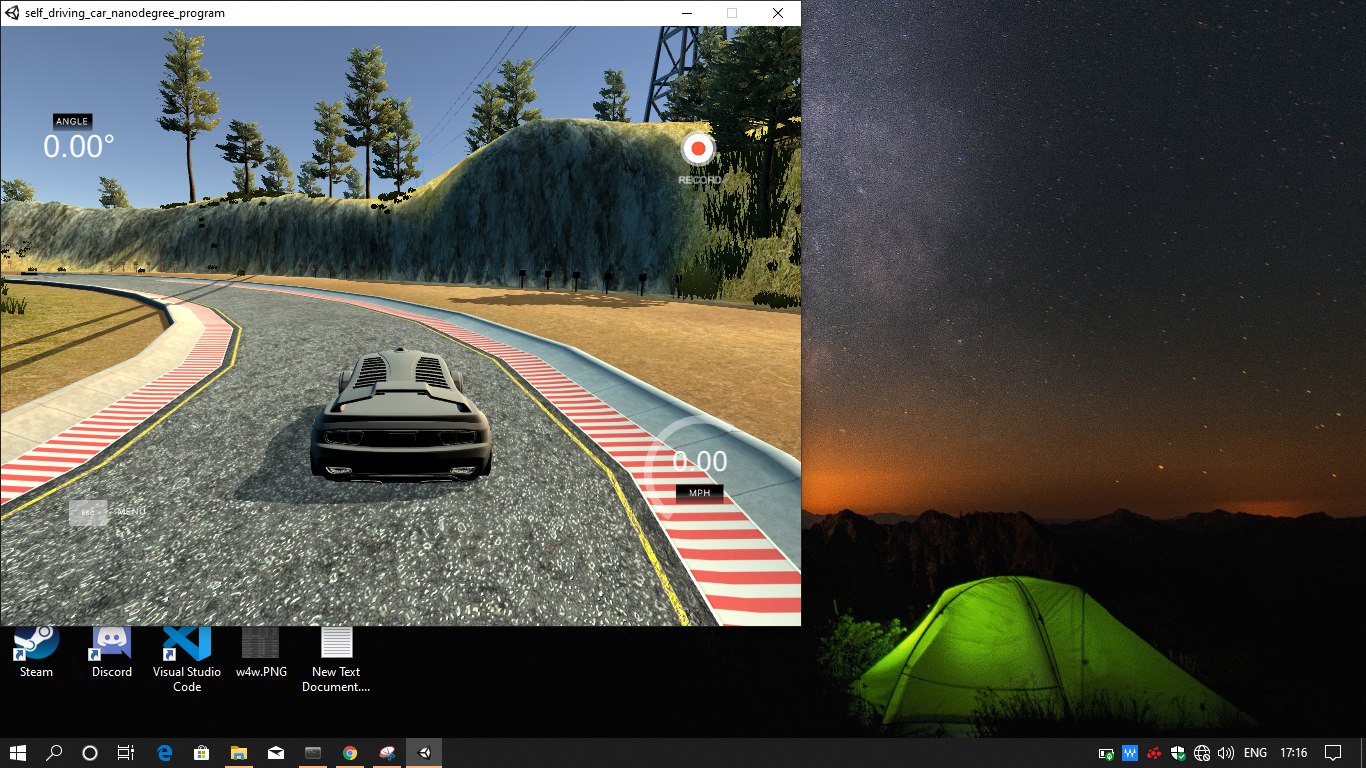 self_driving_car_nanodegree_program
ANGLE
0.00°
RECORD
0.00
MPH
ESC
MENU
Steam
Discord
Visual Studio
Code
w4w.PNG
New Text
Document....
ENG
17:16